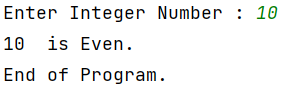 Enter Integer Number : 10
10  is Even.
End of Program.